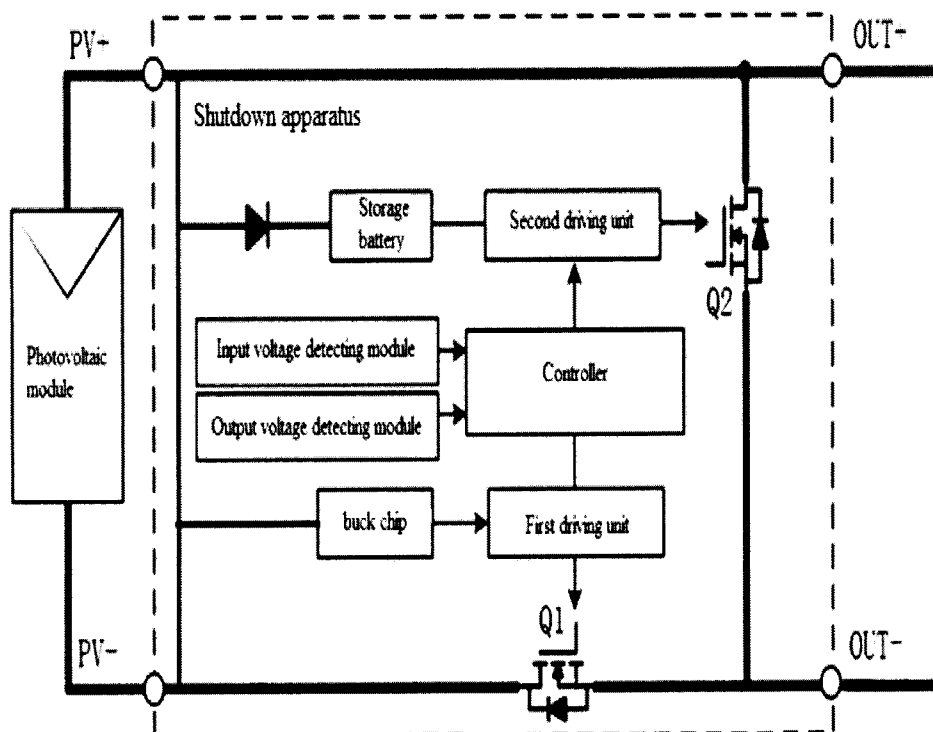 PV+
OUT+
Shutdown apparatus
Storage
battery
Second driving unit
Q2
Input voltage detecting module
Controller
Photovoltaic
module
Output voltage detecting module
buck chip
First driving unit
Q1
PV-
OUT-